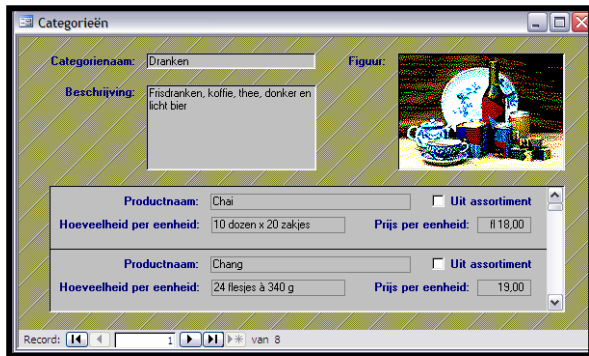 Categorieën
Categorienaam: Dranken Figuur:
Beschrijving: Frisdranken, koffie, thee, donker en
licht bier
Productnaam: Chai Uit assortiment
Hoeveelheid per eenheid: 10 dozen x 20 zakjes Prijs per eenheid: fl 18,00
Productnaam: Chang Uit assortiment
Hoeveelheid per eenheid: 24 flesjes à 340 g Prijs per eenheid: 19,00
Record: 1 van 8